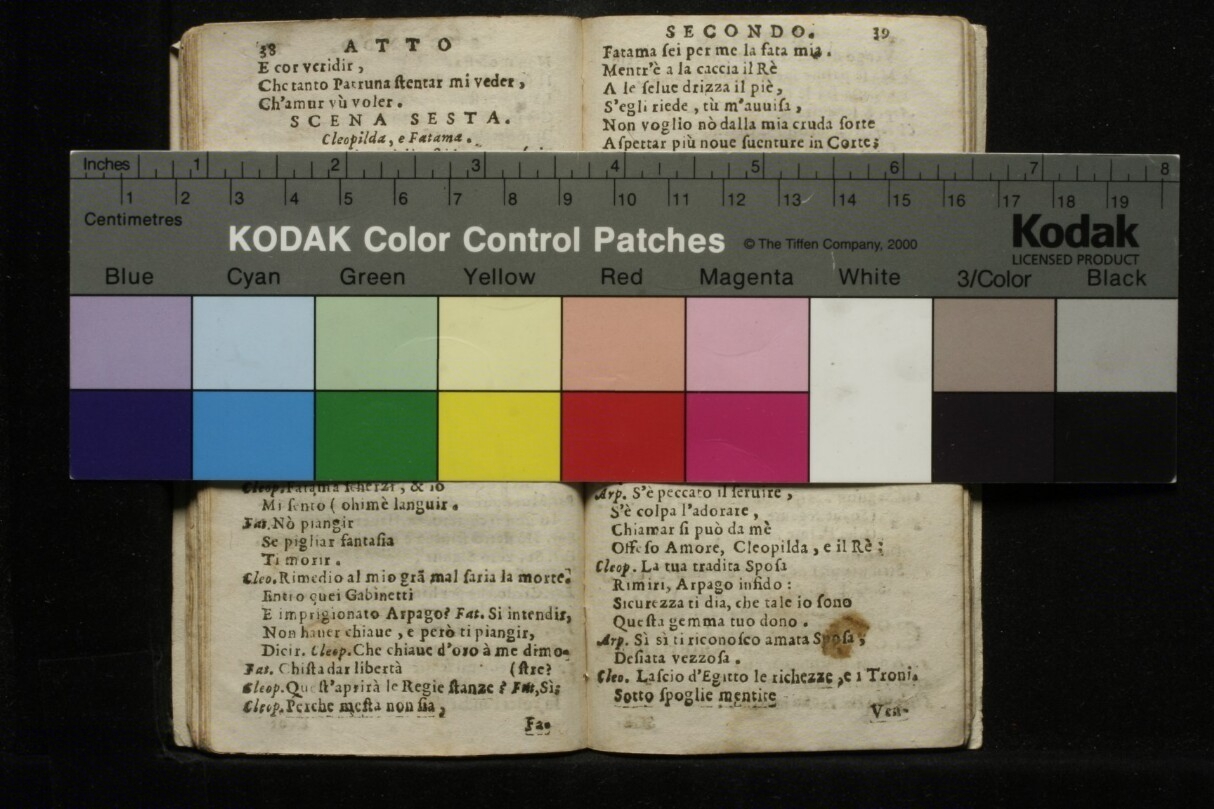 38 ATTO
E cor veridir,
Che tanto Patruna ſtentar mi veder,
Ch'amur vù voler.
SCENA SESTA.
Cleopilda, e Fatama.
Cleop. Fatama ſcherzi, & io
Mi ſento ( ohimè languir.
Fat. Nò piangir
Se pigliar fantaſia
Ti morir.
Cleo. Rimedio al mio grā mal ſaria la morte.
Entro quei Gabinetti
E imprigionato Arpago? Fat. Si intendir,
Non hauer chiaue, e però ti piangir,
Dicir. Cleop. Che chiaue d'oro à me dimo-
Fat. Chiſta dar libertà (ſtre?
Cleop. Queſt'aprirà le Regie ſtanze? Fat. Sì;
Cleop. Perche meſta non ſia,
Fa-
SECONDO. 39
Fatama ſei per me la fata mia.
Mentr'è a la caccia il Rè
A le ſelue drizza il piè,
S'egli riede, tù m'auuiſa,
Non voglio nò dalla mia cruda ſorte
Aſpettar più noue ſuenture in Corte;
Inches 1 2 3 4 5 6 7 8
1 2 3 4 5 6 7 8 9 10 11 12 13 14 15 16 17 18 19
Centimetres
KODAK Color Control Patches © The Tiffen Company, 2000
Kodak
LICENSED PRODUCT
Blue Cyan Green Yellow Red Magenta White 3/Color Black
Arp. S'è peccato il ſeruire,
S'è colpa l'adorare,
Chiamar ſi può da mè
Offeſo Amore, Cleopilda, e il Rè;
Cleop. La tua tradita Spoſa
Rimiri, Arpago infido:
Sicurezza ti dia, che tale io ſono
Queſta gemma tuo dono.
Arp. Sì sì ti riconoſco amata Spoſa;
Deſiata vezzoſa.
Cleo. Laſcio d'Egitto le richezze, e i Troni.
Sotto ſpoglie mentite
Ven-